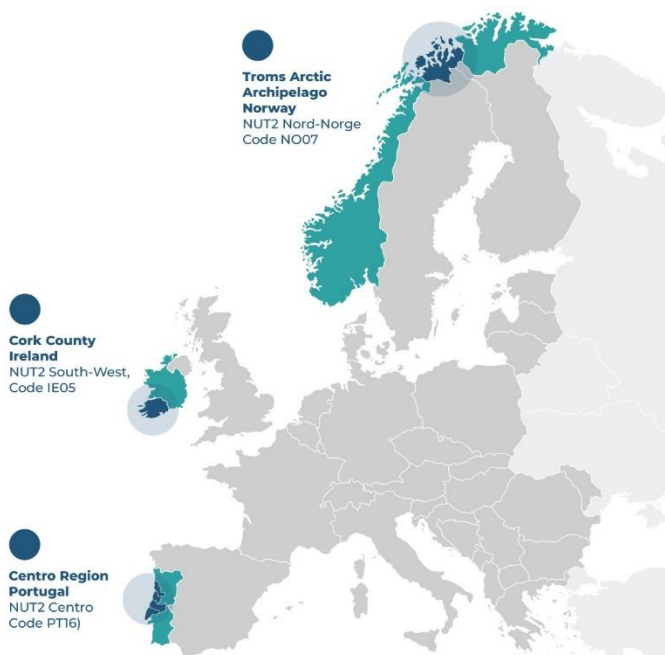 Troms Arctic
Archipelago
Norway
NUT2 Nord-Norge
Code NO07
Cork County
Ireland
NUT2 South-West,
Code IE05
Centro Region
Portugal
NUT2 Centro
Code PT16)